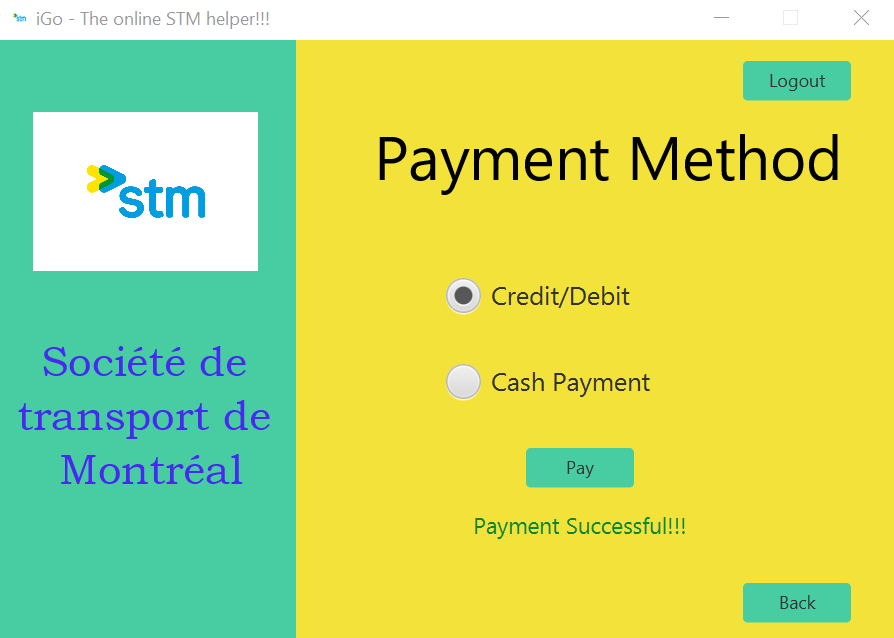 stm iGo - The online STM helper!!!
Logout
stm
Payment Method
Société de
transport de
Montréal
Credit/Debit
Cash Payment
Pay
Payment Successful!!!
Back